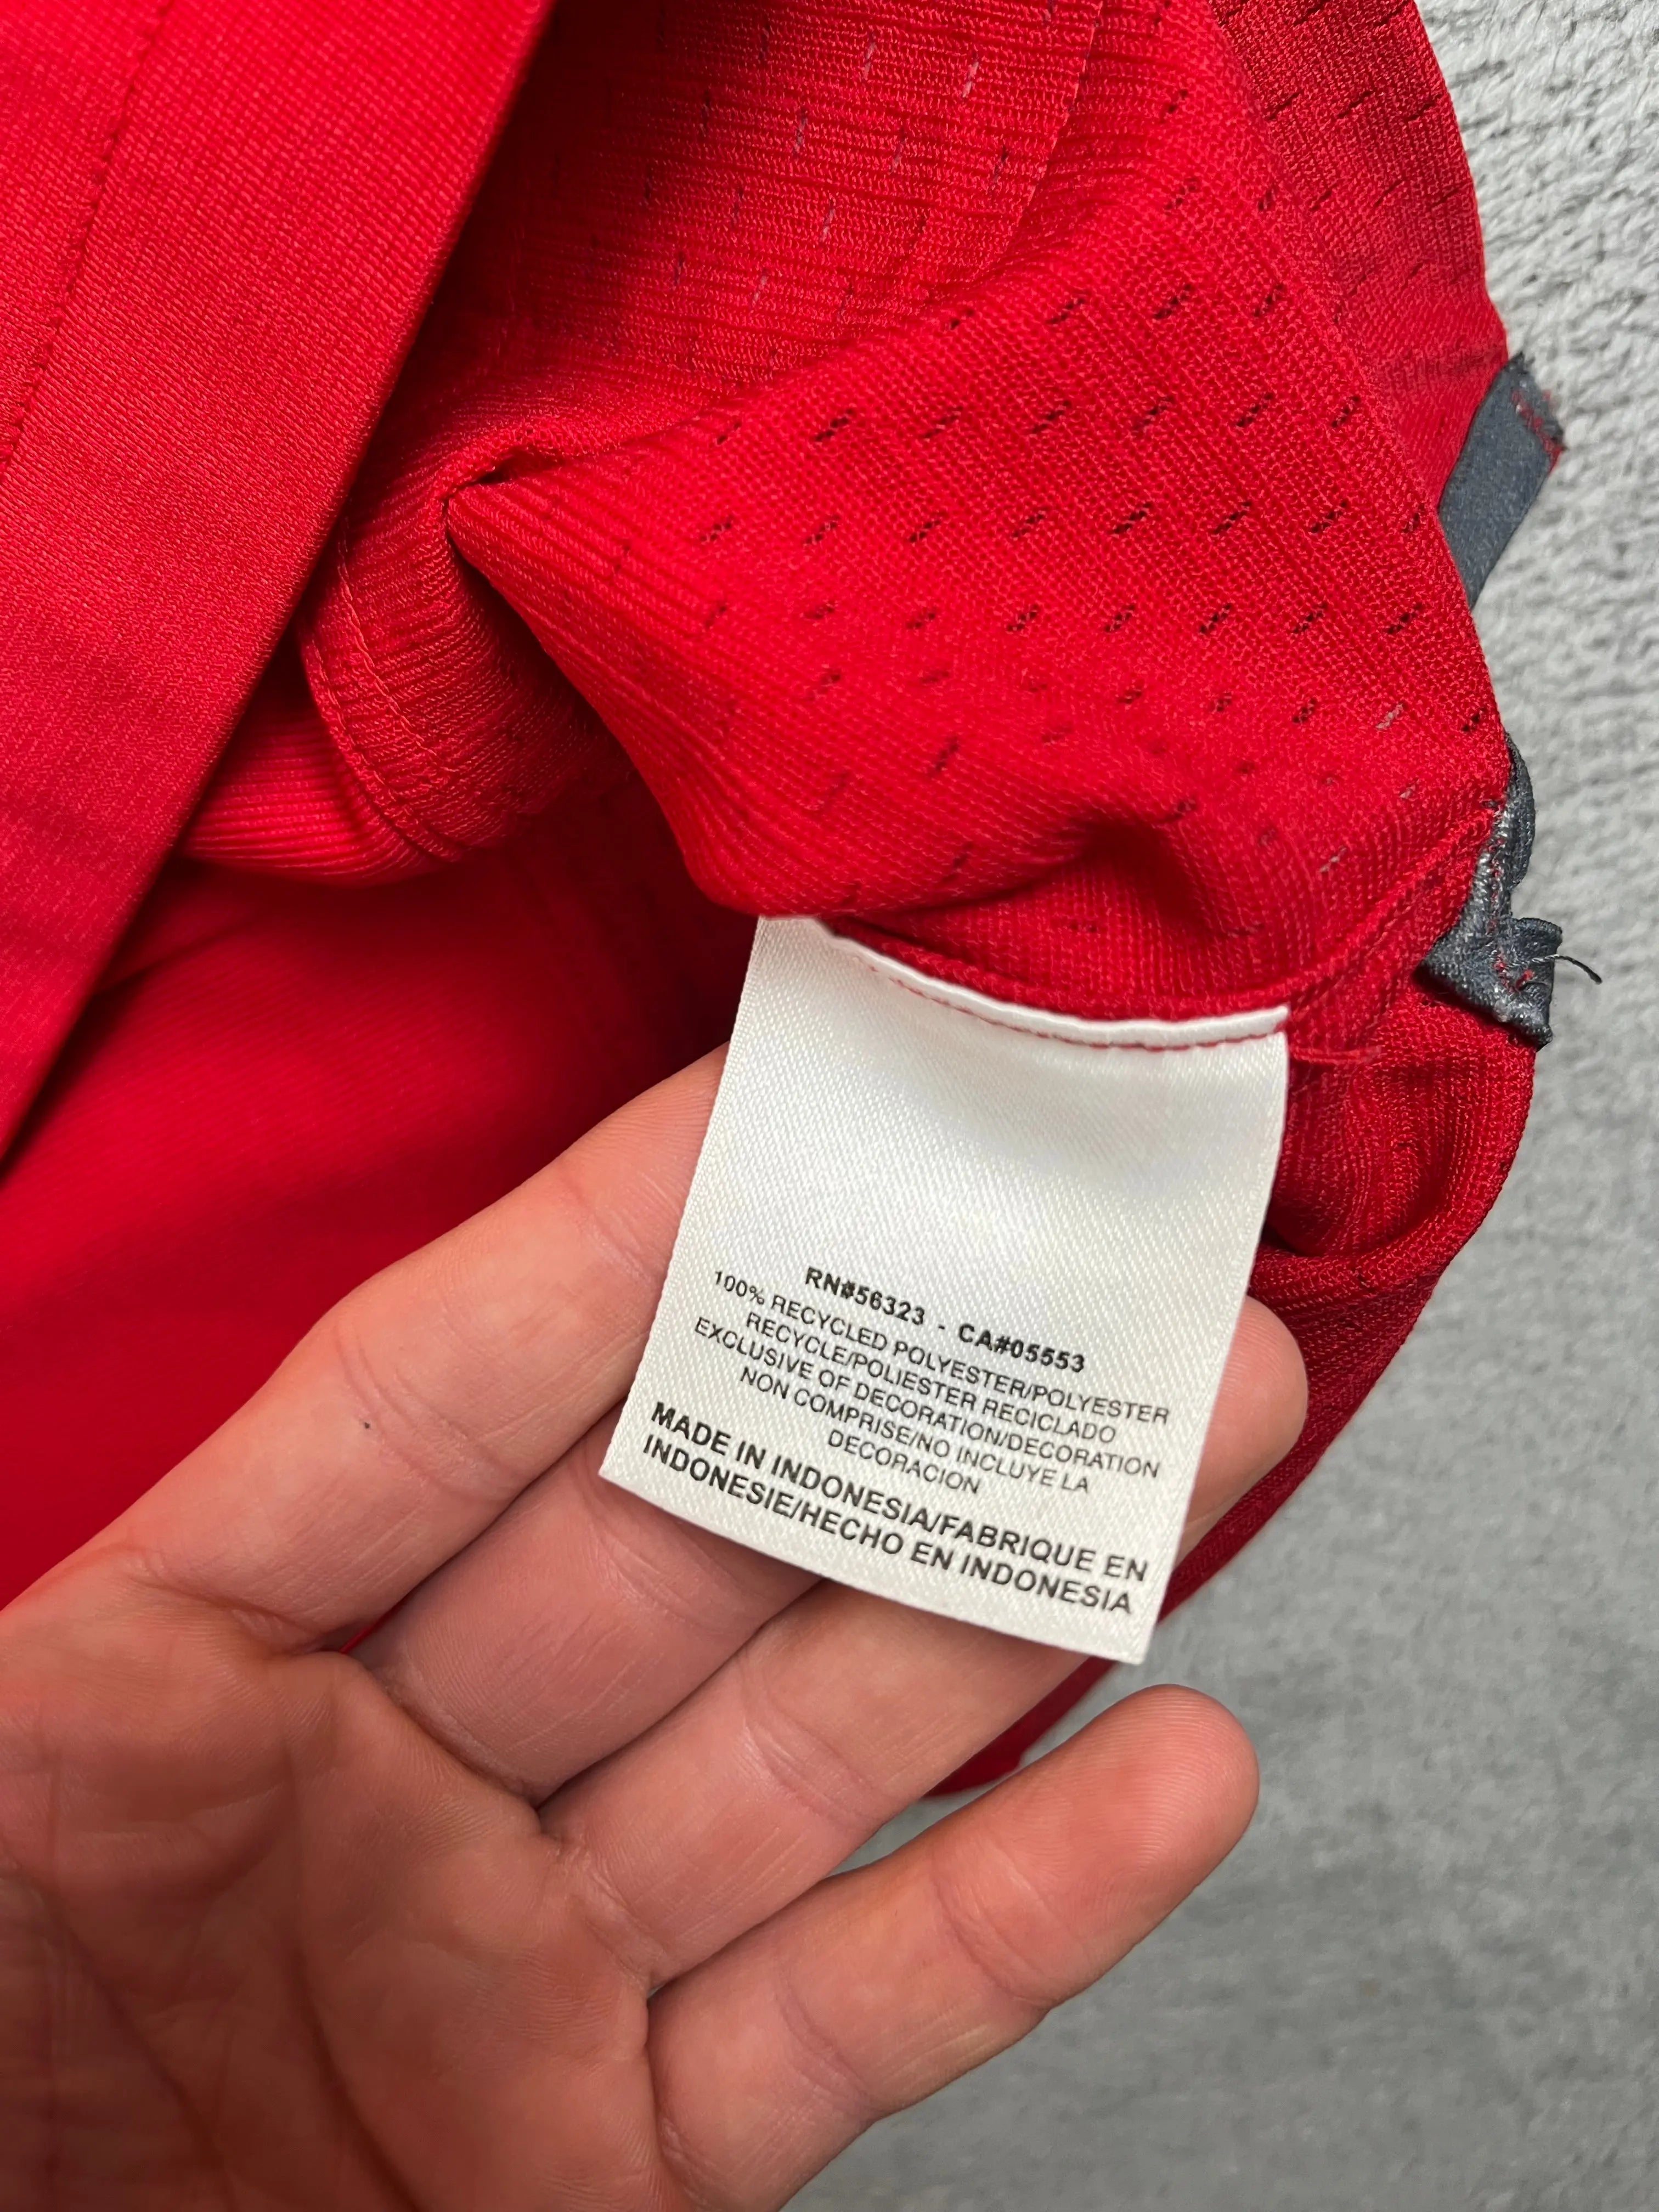 RN#56323 - CA#05553
100% RECYCLED POLYESTER/POLYESTER
RECYCLE/POLIESTER RECICLADO
EXCLUSIVE OF DECORATION/DECORATION
NON COMPRISE/NO INCLUYE LA
DECORACION
MADE IN INDONESIA/FABRIQUE EN
INDONESIE/HECHO EN INDONESIA